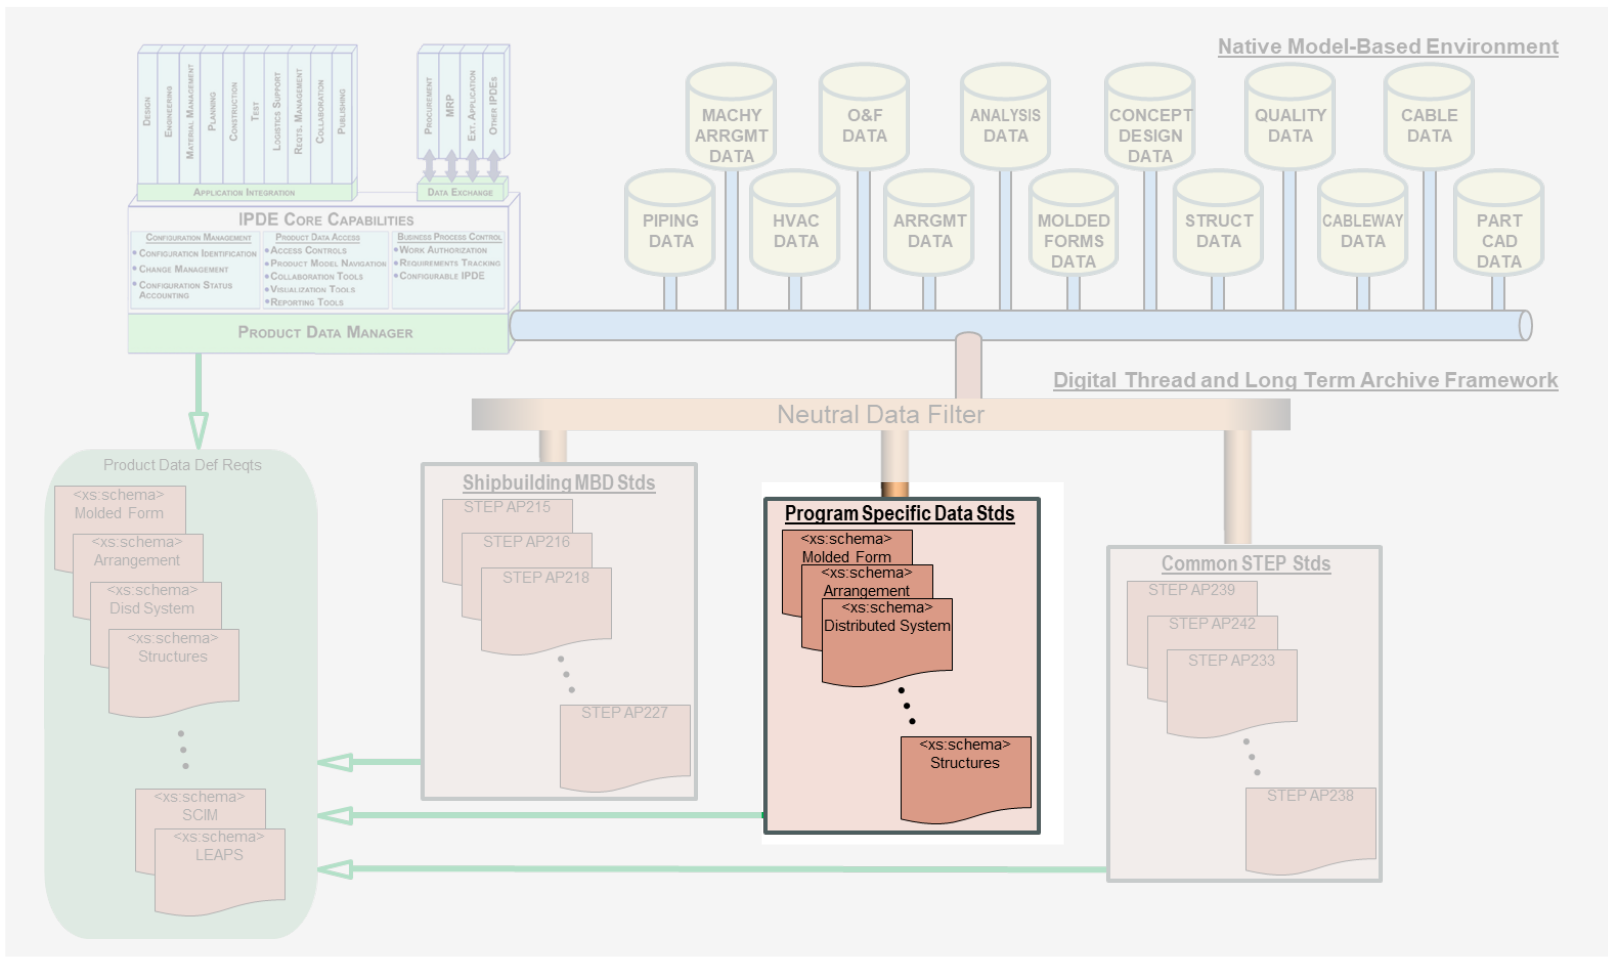 Native Model-Based Environment
DESIGN
ENGINEERING
MATERIAL MANAGEMENT
PLANNING
CONSTRUCTION
TEST
LOGISTICS SUPPORT
REQTS. MANAGEMENT
COLLABORATION
PUBLISHING
APPLICATION INTEGRATION
PROCUREMENT
MRP
EXT. APPLICATION
OTHER IPDES
DATA EXCHANGE
IPDE CORE CAPABILITIES
CONFIGURATION MANAGEMENT
• CONFIGURATION IDENTIFICATION
• CHANGE MANAGEMENT
• CONFIGURATION STATUS
ACCOUNTING
PRODUCT DATA ACCESS
• ACCESS CONTROLS
• PRODUCT MODEL NAVIGATION
• COLLABORATION TOOLS
• VISUALIZATION TOOLS
• REPORTING TOOLS
BUSINESS PROCESS CONTROL
• WORK AUTHORIZATION
• REQUIREMENTS TRACKING
• CONFIGURABLE IPDE
PRODUCT DATA MANAGER
MACHY
ARRGMT
DATA
O&F
DATA
ANALYSIS
DATA
CONCEPT
DESIGN
DATA
QUALITY
DATA
CABLE
DATA
PIPING
DATA
HVAC
DATA
ARRGMT
DATA
MOLDED
FORMS
DATA
STRUCT
DATA
CABLEWAY
DATA
PART
CAD
DATA
Digital Thread and Long Term Archive Framework
Neutral Data Filter
Product Data Def Reqts
<xs:schema>
Molded Form
<xs:schema>
Arrangement
<xs:schema>
Disd System
<xs:schema>
Structures
<xs:schema>
SCIM
<xs:schema>
LEAPS
Shipbuilding MBD Stds
STEP AP215
STEP AP216
STEP AP218
STEP AP227
Program Specific Data Stds
<xs:schema>
Molded Form
<xs:schema>
Arrangement
<xs:schema>
Distributed System
<xs:schema>
Structures
Common STEP Stds
STEP AP239
STEP AP242
STEP AP233
STEP AP238